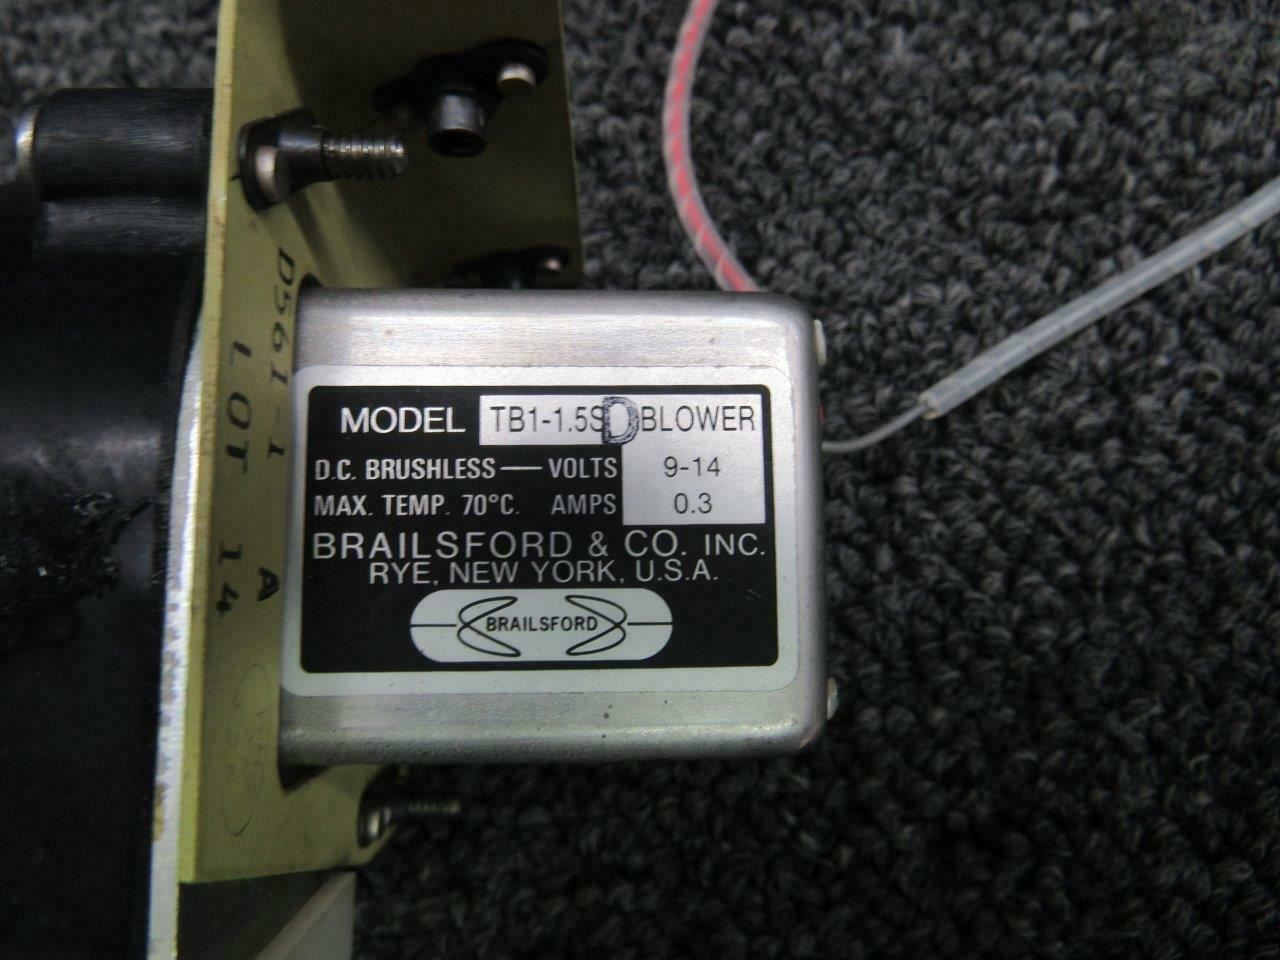 MODEL TB1-1.5SD BLOWER
D.C. BRUSHLESS — VOLTS 9-14
MAX. TEMP. 70°C. AMPS 0.3
BRAILSFORD & CO. INC.
RYE, NEW YORK, U.S.A.
BRAILSFORD
D561-1 A
LOT 14